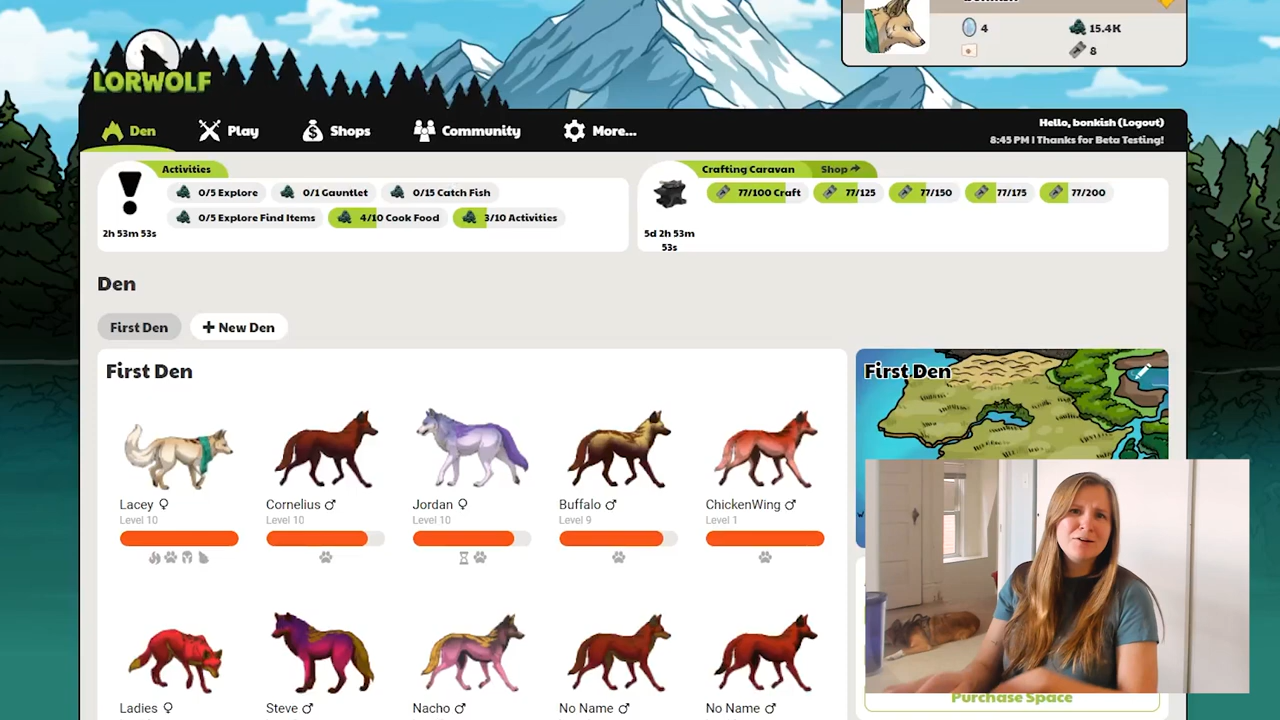 4
15.4K
8
LORWOLF
Den
Play
Shops
Community
More...
Hello, bonkish (Logout)
8:45 PM | Thanks for Beta Testing!
Activities
0/5 Explore
0/1 Gauntlet
0/15 Catch Fish
0/5 Explore Find Items
4/10 Cook Food
3/10 Activities
2h 53m 53s
Crafting Caravan
Shop
77/100 Craft
77/125
77/150
77/175
77/200
5d 2h 53m
53s
Den
First Den
+ New Den
First Den
First Den
Lacey ♀
Level 10
Cornelius ♂
Level 10
Jordan ♀
Level 10
Buffalo ♂
Level 9
ChickenWing ♂
Level 1
Ladies ♀
Steve ♂
Nacho ♂
No Name ♂
No Name ♂
Purchase Space